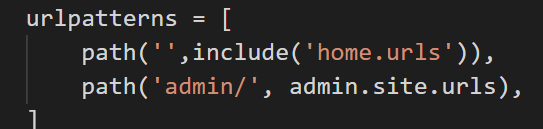 urlpatterns = [
    path('',include('home.urls')),
    path('admin/', admin.site.urls),
]